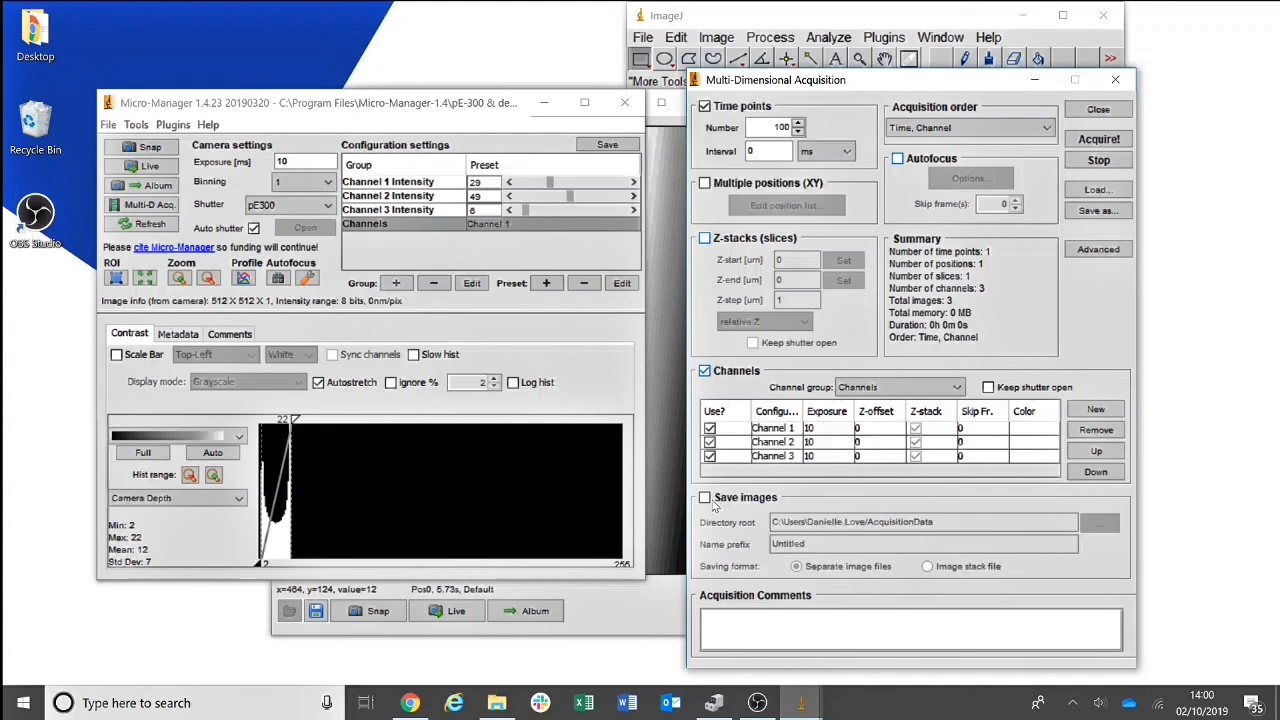 Desktop
Recycle Bin
OBS Studio
ImageJ
File Edit Image Process Analyze Plugins Window Help
"More Tools
>>
Micro-Manager 1.4.23 20190320 - C:\Program Files\Micro-Manager-1.4\pE-300 & de...
File Tools Plugins Help
Snap
Live
Album
Multi-D Acq.
Refresh
Camera settings
Exposure [ms] 10
Binning 1
Shutter pE300
Auto shutter Open
Configuration settings Save
Group Preset
Channel 1 Intensity 29
Channel 2 Intensity 49
Channel 3 Intensity 6
Channels Channel 1
Please cite Micro-Manager so funding will continue!
ROI Zoom Profile Autofocus
Group: + - Edit Preset: + - Edit
Image info (from camera): 512 X 512 X 1, Intensity range: 8 bits, 0nm/pix
Contrast Metadata Comments
Scale Bar Top-Left White Sync channels Slow hist
Display mode: Grayscale Autostretch ignore % 2 Log hist
22
Full Auto
Hist range:
Camera Depth
Min: 2
Max: 22
Mean: 12
Std Dev: 7
2 255
x=464, y=124, value=12 Pos0, 5.73s, Default
Snap Live Album
Multi-Dimensional Acquisition
Time points
Number 100
Interval 0 ms
Multiple positions (XY)
Edit position list...
Z-stacks (slices)
Z-start [um] 0 Set
Z-end [um] 0 Set
Z-step [um] 1
relative Z
Keep shutter open
Acquisition order
Time, Channel
Autofocus
Options...
Skip frame(s): 0
Summary
Number of time points: 1
Number of positions: 1
Number of slices: 1
Number of channels: 3
Total images: 3
Total memory: 0 MB
Duration: 0h 0m 0s
Order: Time, Channel
Close
Acquire!
Stop
Load...
Save as...
Advanced
Channels
Channel group: Channels Keep shutter open
Use? Configu... Exposure Z-offset Z-stack Skip Fr. Color
Channel 1 10 0 0
Channel 2 10 0 0
Channel 3 10 0 0
New
Remove
Up
Down
Save images
Directory root C:\Users\Danielle.Love/AcquisitionData ...
Name prefix Untitled
Saving format: Separate image files Image stack file
Acquisition Comments
Type here to search
14:00
02/10/2019
35